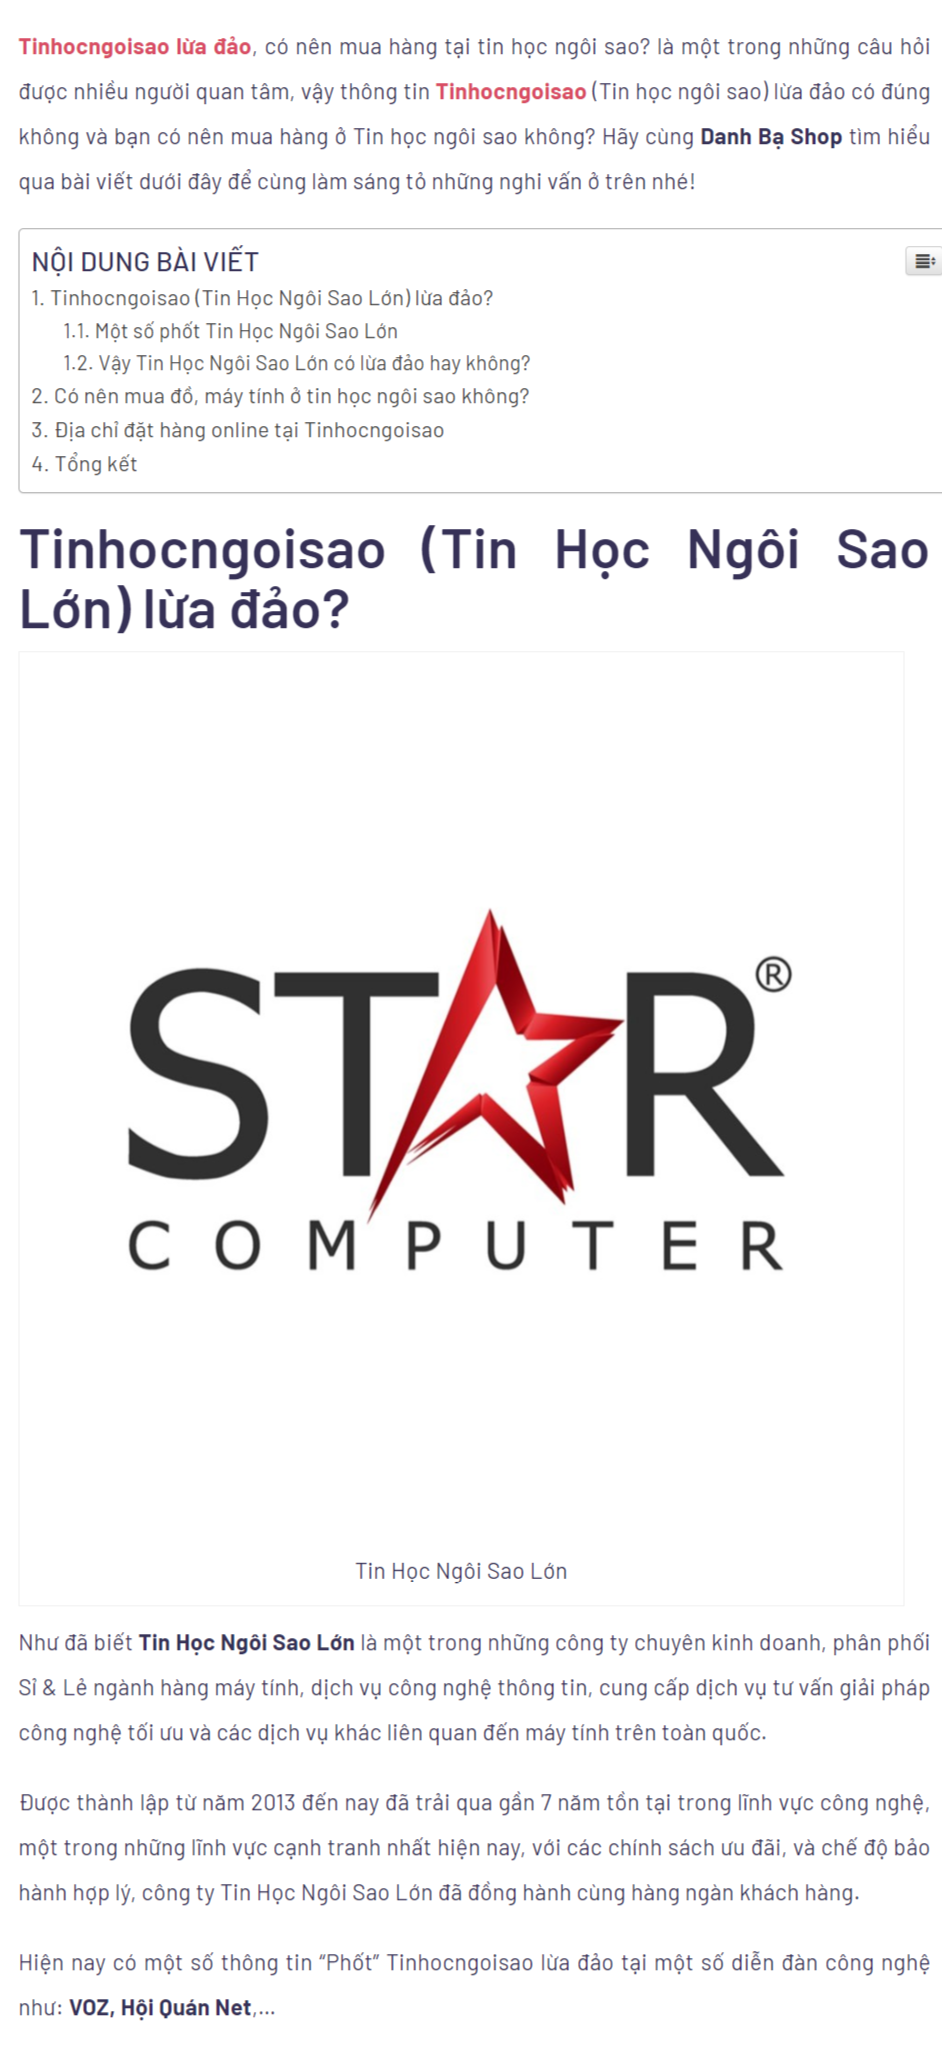 Tinhocngoisao lừa đảo, có nên mua hàng tại tin học ngôi sao? là một trong những câu hỏi
được nhiều người quan tâm, vậy thông tin Tinhocngoisao (Tin học ngôi sao) lừa đảo có đúng
không và bạn có nên mua hàng ở Tin học ngôi sao không? Hãy cùng Danh Bạ Shop tìm hiểu
qua bài viết dưới đây để cùng làm sáng tỏ những nghi vấn ở trên nhé!
NỘI DUNG BÀI VIẾT
1. Tinhocngoisao (Tin Học Ngôi Sao Lớn) lừa đảo?
1.1. Một số phốt Tin Học Ngôi Sao Lớn
1.2. Vậy Tin Học Ngôi Sao Lớn có lừa đảo hay không?
2. Có nên mua đồ, máy tính ở tin học ngôi sao không?
3. Địa chỉ đặt hàng online tại Tinhocngoisao
4. Tổng kết
Tinhocngoisao (Tin Học Ngôi Sao
Lớn) lừa đảo?
STAR®
COMPUTER
Tin Học Ngôi Sao Lớn
Như đã biết Tin Học Ngôi Sao Lớn là một trong những công ty chuyên kinh doanh, phân phối
Sỉ & Lẻ ngành hàng máy tính, dịch vụ công nghệ thông tin, cung cấp dịch vụ tư vấn giải pháp
công nghệ tối ưu và các dịch vụ khác liên quan đến máy tính trên toàn quốc.
Được thành lập từ năm 2013 đến nay đã trải qua gần 7 năm tồn tại trong lĩnh vực công nghệ,
một trong những lĩnh vực cạnh tranh nhất hiện nay, với các chính sách ưu đãi, và chế độ bảo
hành hợp lý, công ty Tin Học Ngôi Sao Lớn đã đồng hành cùng hàng ngàn khách hàng.
Hiện nay có một số thông tin “Phốt” Tinhocngoisao lừa đảo tại một số diễn đàn công nghệ
như: VOZ, Hội Quán Net,…